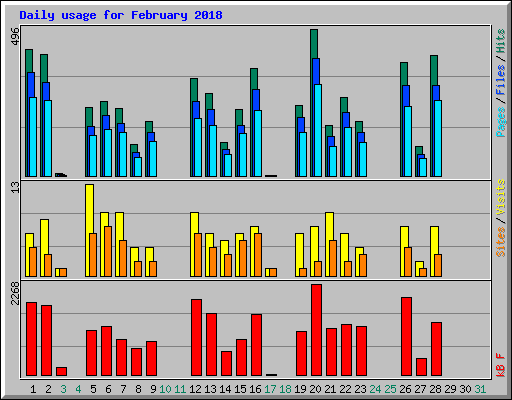 Daily usage for February 2018
496
Pages / Files / Hits
13
Sites / Visits
2268
kB F
1 2 3 4 5 6 7 8 9 10 11 12 13 14 15 16 17 18 19 20 21 22 23 24 25 26 27 28 29 30 31